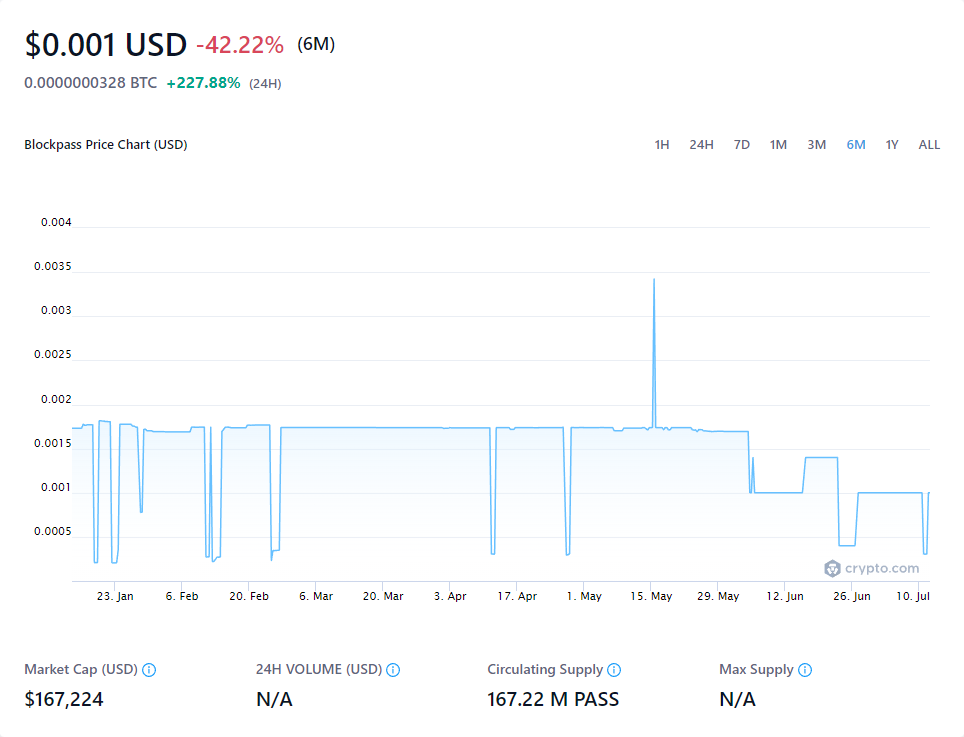 $0.001 USD -42.22% (6M)
0.0000000328 BTC +227.88% (24H)
Blockpass Price Chart (USD)
1H 24H 7D 1M 3M 6M 1Y ALL
0.004
0.0035
0.003
0.0025
0.002
0.0015
0.001
0.0005
crypto.com
23. Jan 6. Feb 20. Feb 6. Mar 20. Mar 3. Apr 17. Apr 1. May 15. May 29. May 12. Jun 26. Jun 10. Jul
Market Cap (USD) 24H VOLUME (USD) Circulating Supply Max Supply
$167,224 N/A 167.22 M PASS N/A